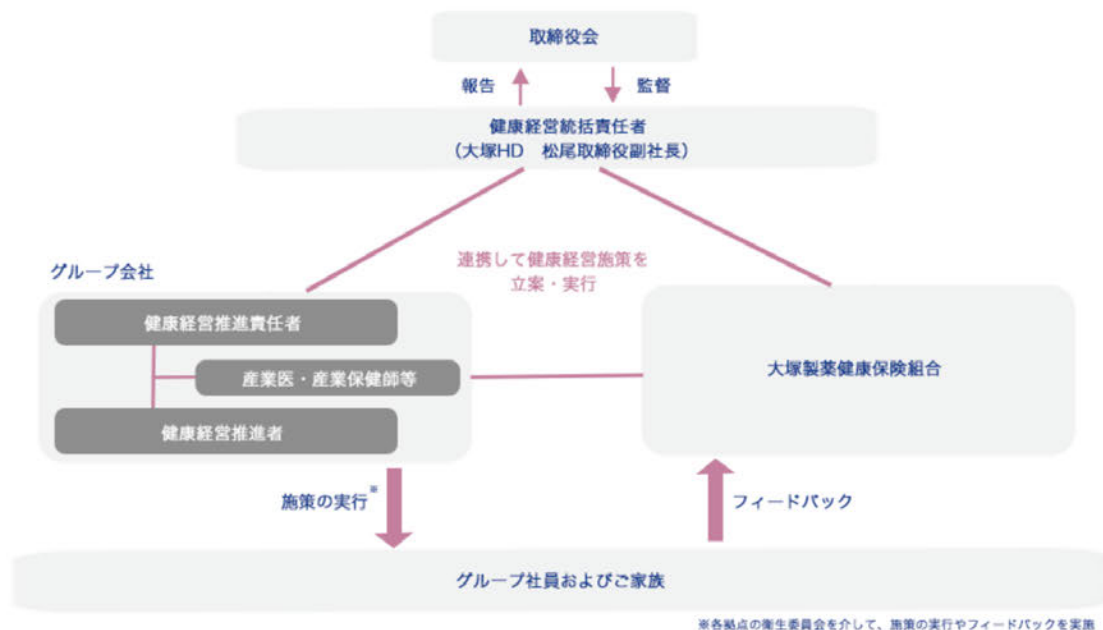 取締役会
報告
監督
健康経営統括責任者
（大塚HD　松尾取締役副社長）
連携して健康経営施策を
立案・実行
グループ会社
健康経営推進責任者
産業医・産業保健師等
健康経営推進者
大塚製薬健康保険組合
施策の実行※
フィードバック
グループ社員およびご家族
※各拠点の衛生委員会を介して、施策の実行やフィードバックを実施